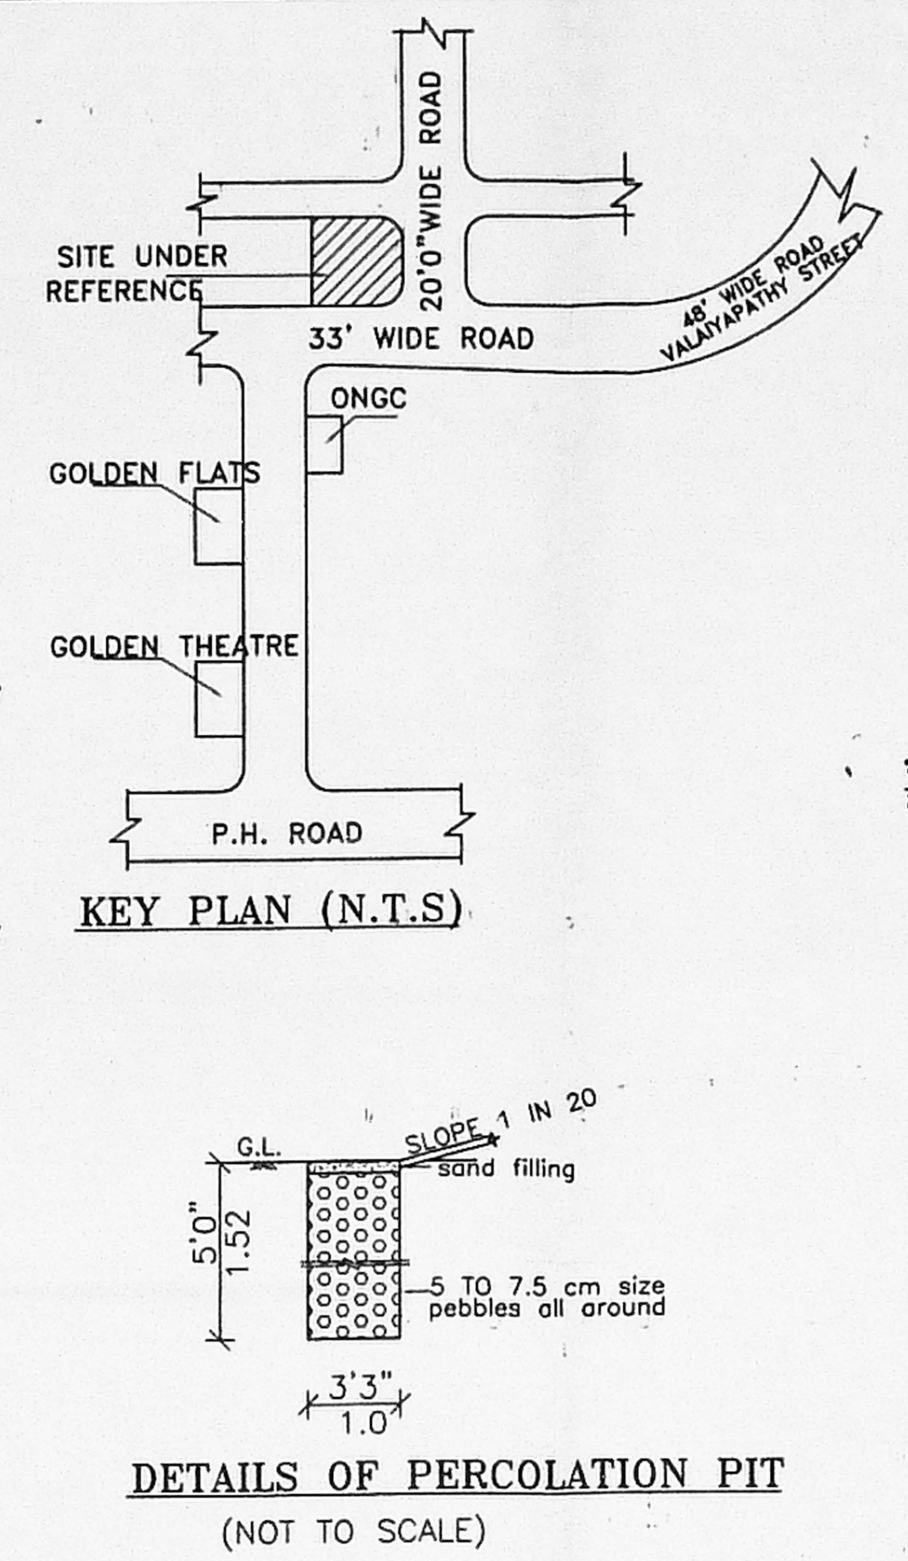 20'0"WIDE ROAD
SITE UNDER
REFERENCE
33' WIDE ROAD
48' WIDE ROAD
VALAIYAPATHY STREET
ONGC
GOLDEN FLATS
GOLDEN THEATRE
P.H. ROAD
KEY PLAN (N.T.S)
SLOPE 1 IN 20
G.L.
sand filling
5'0"
1.52
5 TO 7.5 cm size
pebbles all around
3'3"
1.0
DETAILS OF PERCOLATION PIT
(NOT TO SCALE)